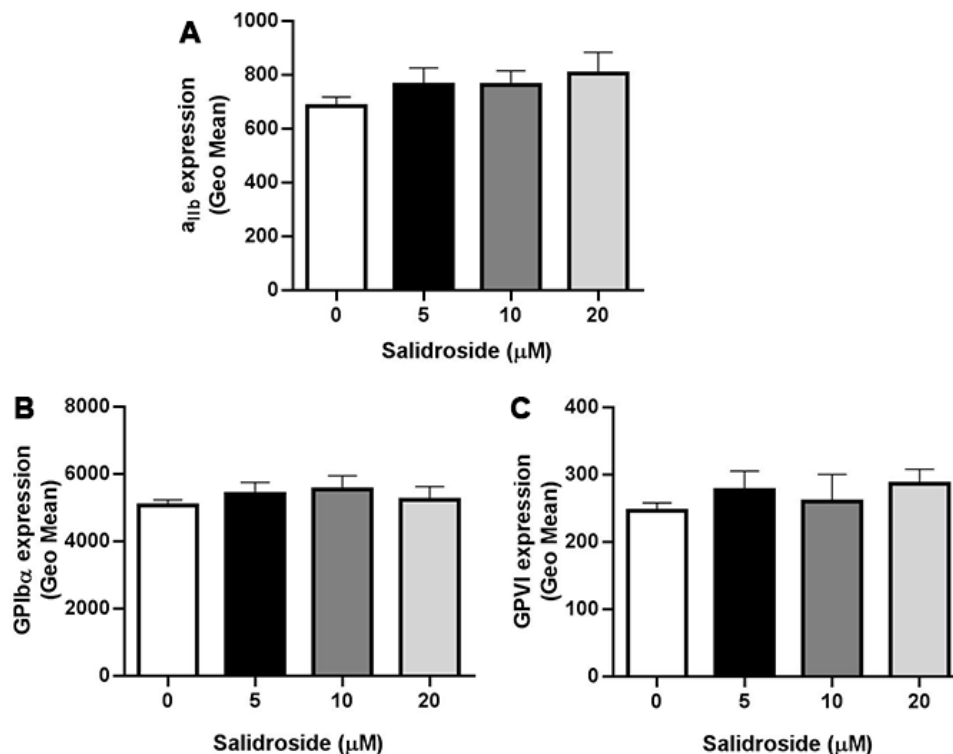 A
a_IIb expression
(Geo Mean)
1000
800
600
400
200
0
0 5 10 20
Salidroside (μM)
B
GPIbα expression
(Geo Mean)
8000
6000
4000
2000
0
0 5 10 20
Salidroside (μM)
C
GPVI expression
(Geo Mean)
400
300
200
100
0
0 5 10 20
Salidroside (μM)